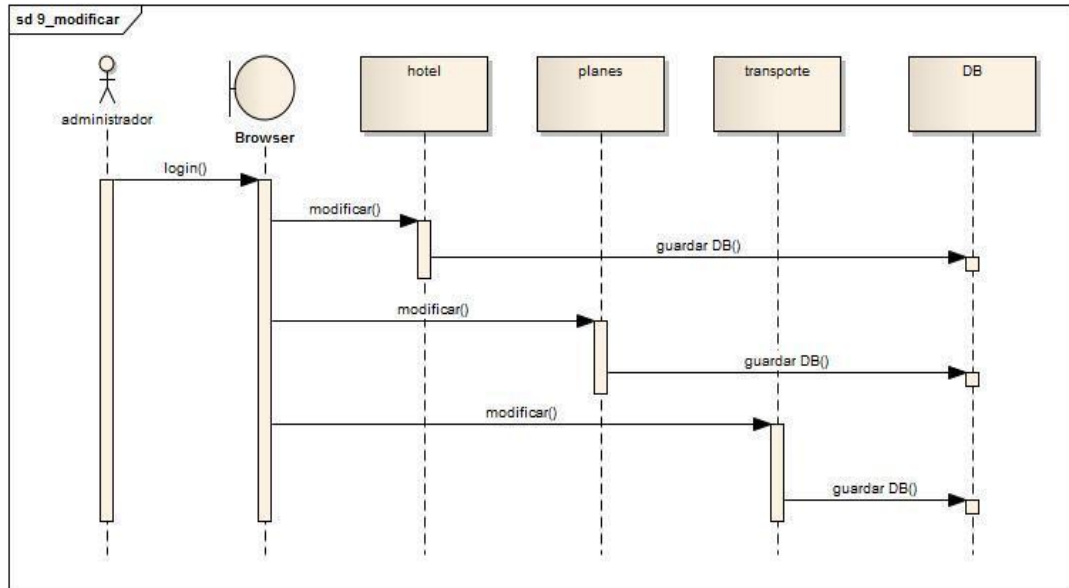 sd 9_modificar
administrador
Browser
hotel
planes
transporte
DB
login()
modificar()
guardar DB()
modificar()
guardar DB()
modificar()
guardar DB()